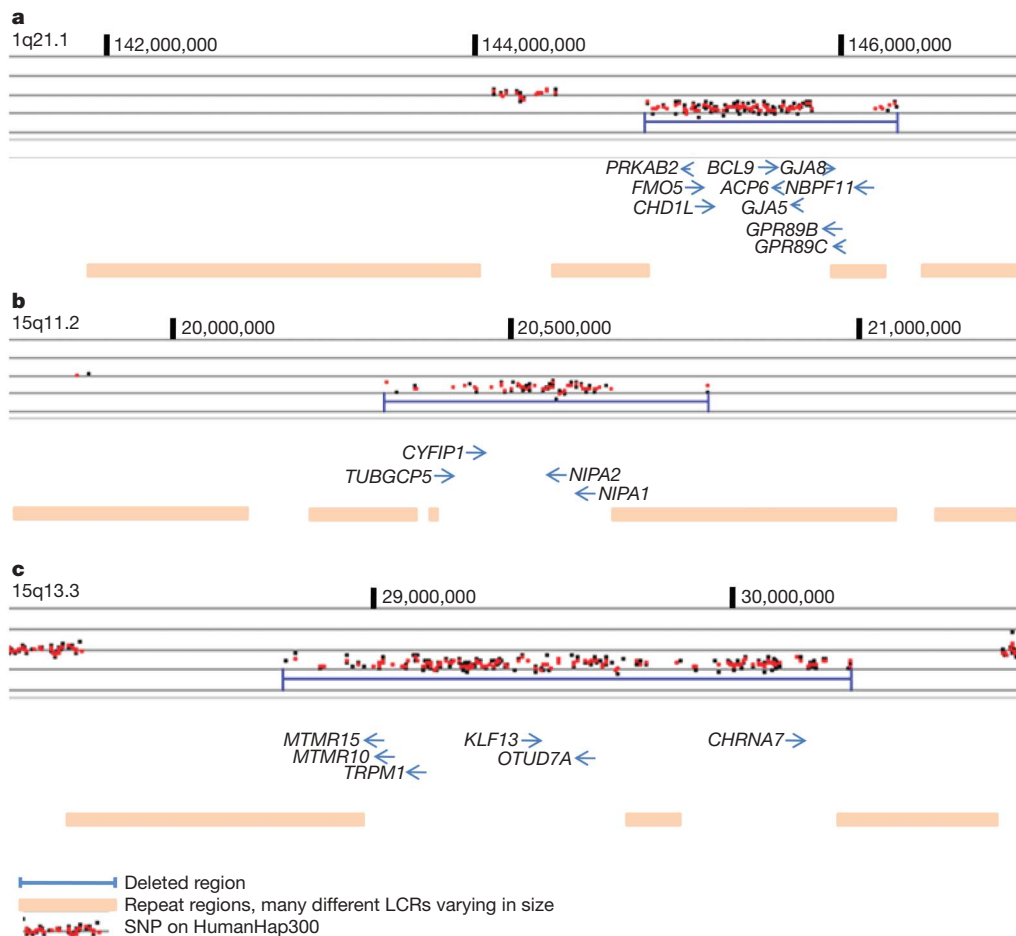 a
1q21.1
142,000,000 144,000,000 146,000,000
PRKAB2 BCL9 GJA8
FMO5 ACP6 NBPF11
CHD1L GJA5
GPR89B
GPR89C
b
15q11.2
20,000,000 20,500,000 21,000,000
CYFIP1
TUBGCP5 NIPA2
NIPA1
c
15q13.3
29,000,000 30,000,000
MTMR15 KLF13 CHRNA7
MTMR10 OTUD7A
TRPM1
Deleted region
Repeat regions, many different LCRs varying in size
SNP on HumanHap300